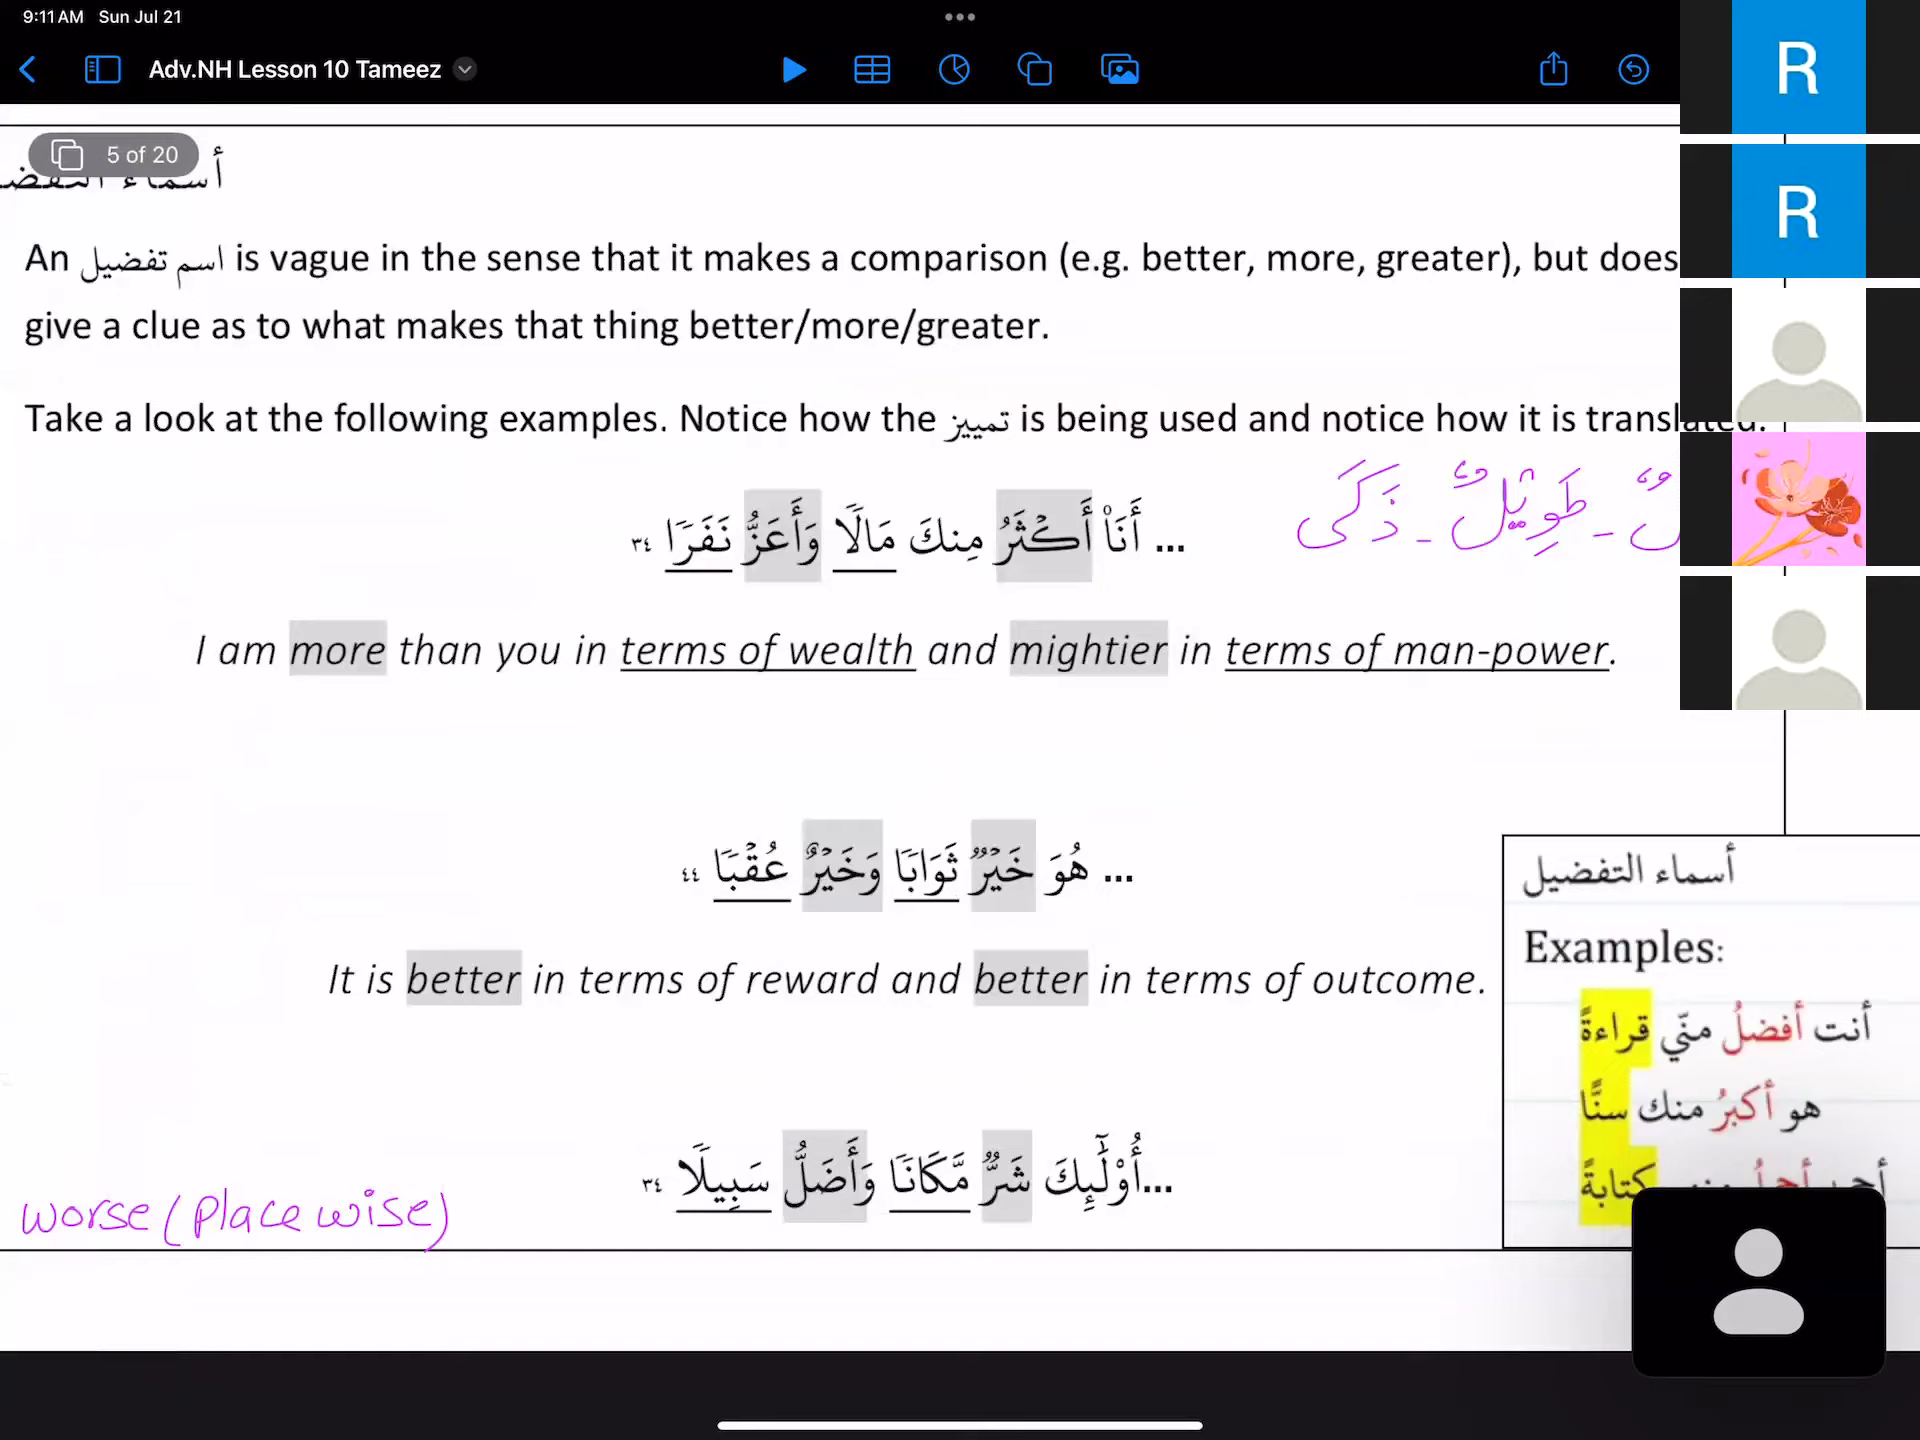 9:11 AM Sun Jul 21
Adv.NH Lesson 10 Tameez
5 of 20
An اسم تفضيل is vague in the sense that it makes a comparison (e.g. better, more, greater), but does
give a clue as to what makes that thing better/more/greater.
Take a look at the following examples. Notice how the تمييز is being used and notice how it is translated.
... أَنَا۠ أَكْثَرُ مِنكَ مَالًا وَأَعَزُّ نَفَرًا ٣٤
طَوِيْلٌ - ذَكَى
I am more than you in terms of wealth and mightier in terms of man-power.
... هُوَ خَيْرٌ ثَوَابًا وَخَيْرٌ عُقْبًا ٤٤
It is better in terms of reward and better in terms of outcome.
...أُوْلَٰٓئِكَ شَرٌّ مَّكَانًا وَأَضَلُّ سَبِيلًا ٣٤
worse (place wise)
أسماء التفضيل
Examples:
أنت أفضلُ منّي قراءةً
هو أكبرُ منك سنًّا
كتابةً
R
R